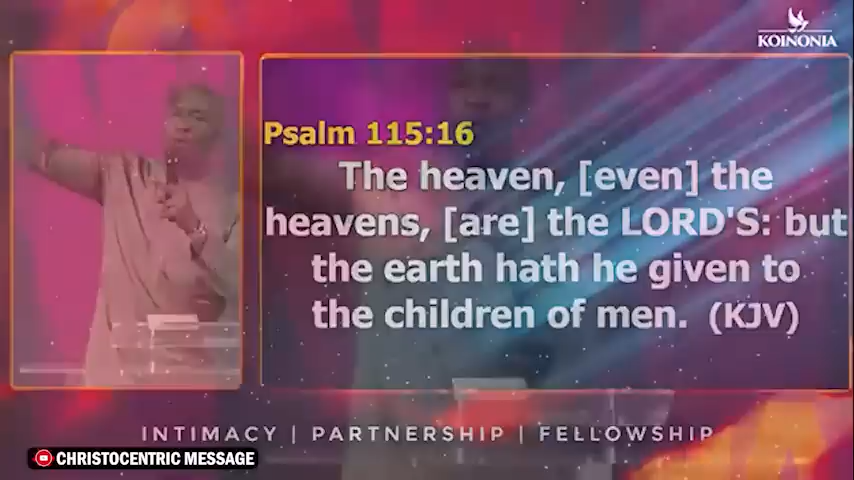 KOINONIA
Psalm 115:16
The heaven, [even] the
heavens, [are] the LORD'S: but
the earth hath he given to
the children of men. (KJV)
INTIMACY | PARTNERSHIP | FELLOWSHIP
CHRISTOCENTRIC MESSAGE